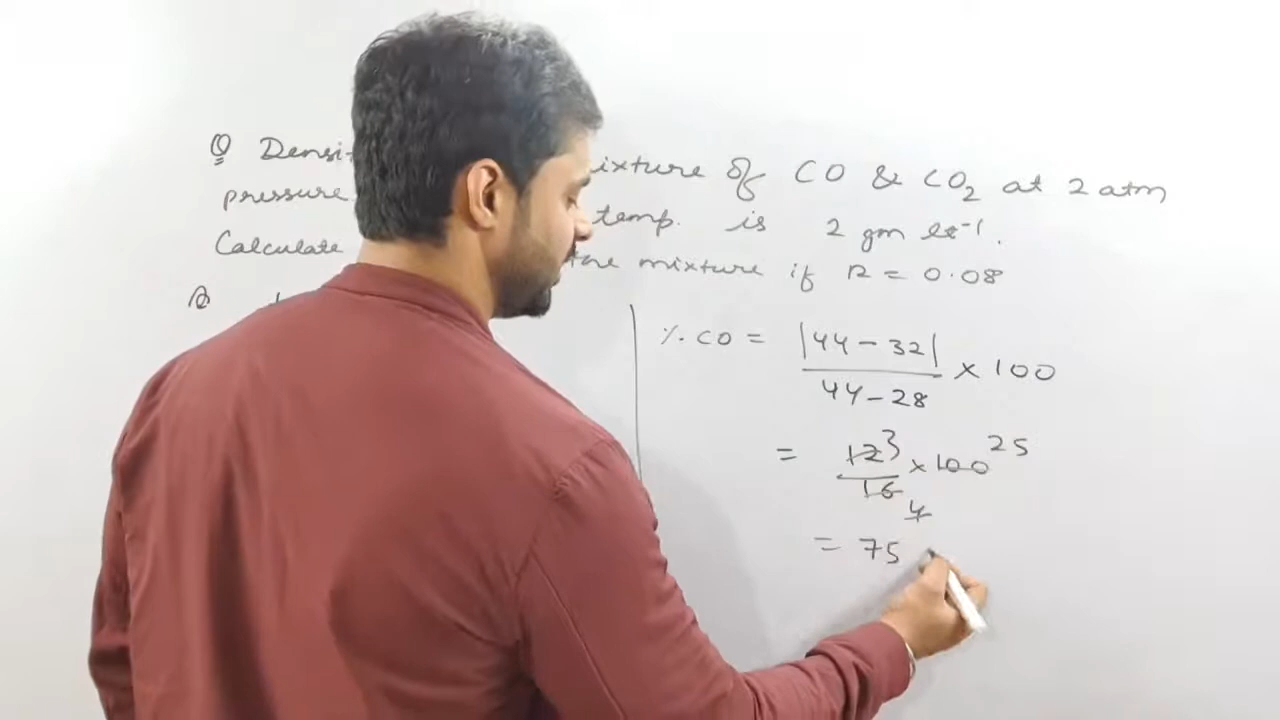 Q Densi
ixture of CO & CO2 at 2 atm
pressure temp. is 2 gm lt-1.
Calculate the mixture if R = 0.08
% CO = |44-32| / 44-28 × 100
= 12 3 / 16 4 × 100 25
= 75